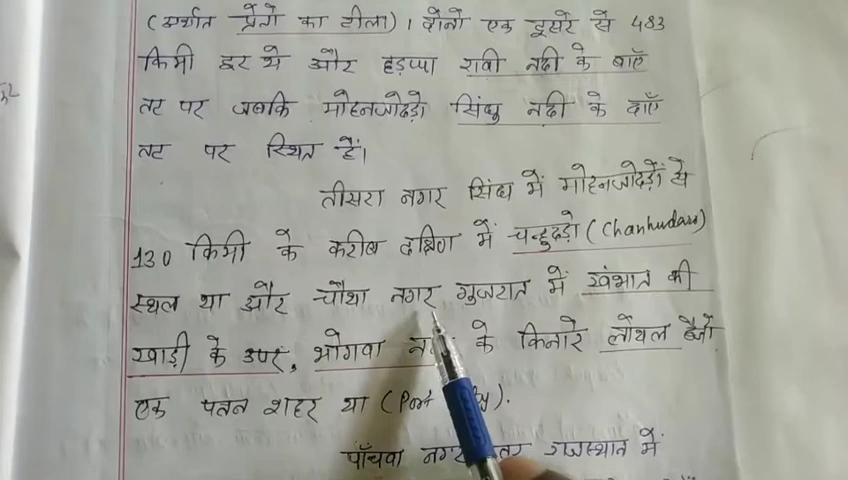 (अर्थात प्रेतों का टीला)। दोनो एक दूसरे से 483
किमी दूर थे और हड़प्पा रावी नदी के बाएँ
तट पर जबकि मोहनजोदड़ो सिंधु नदी के दाएँ
तट पर स्थित है।
तीसरा नगर सिंध में मोहनजोदड़ों से
130 किमी के करीब दक्षिण में चन्हुदड़ो (Chanhudaro)
स्थल था और चौथा नगर गुजरात में खंभात की
खाड़ी के उपर, भोगवा के किनारे लोथल जो
एक पतन शहर था (Port
पाँचवा राजस्थान में